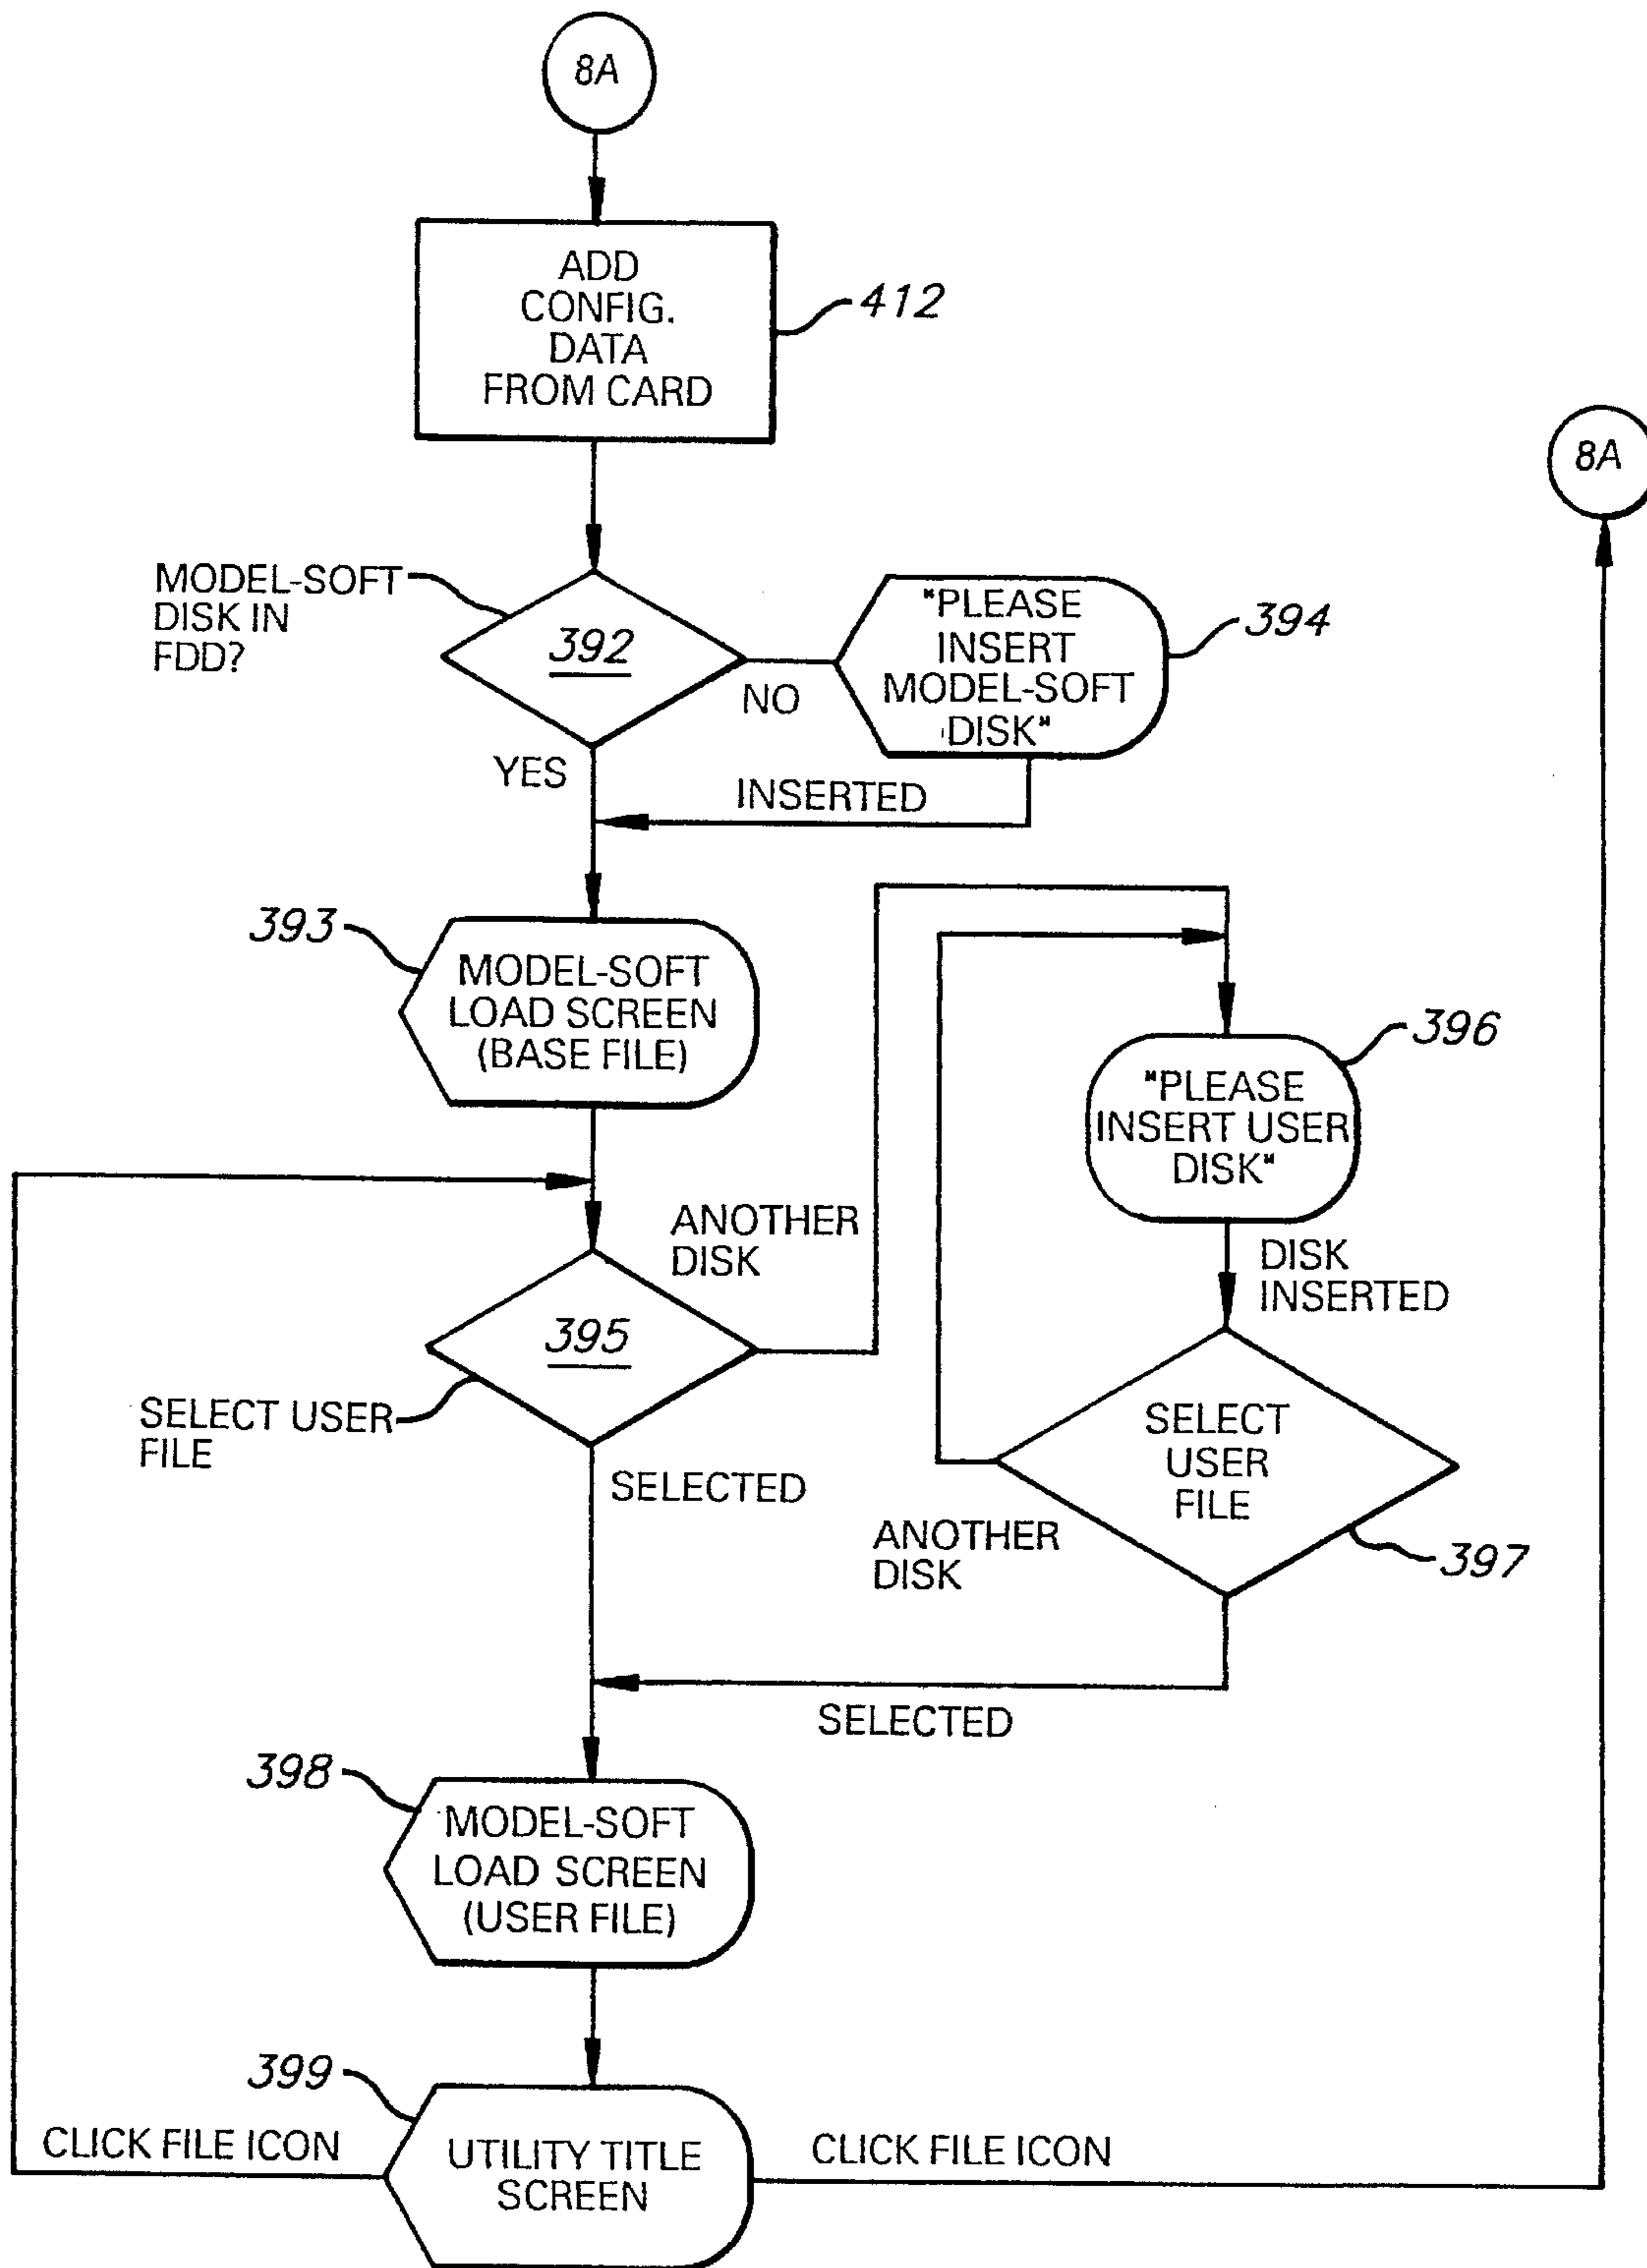 8A
ADD
CONFIG.
DATA
FROM CARD
412
8A
MODEL-SOFT
DISK IN
FDD?
392
NO
YES
"PLEASE
INSERT
MODEL-SOFT
DISK"
394
INSERTED
393
MODEL-SOFT
LOAD SCREEN
(BASE FILE)
396
"PLEASE
INSERT USER
DISK"
ANOTHER
DISK
DISK
INSERTED
395
SELECT USER
FILE
SELECTED
SELECT
USER
FILE
ANOTHER
DISK
397
SELECTED
398
MODEL-SOFT
LOAD SCREEN
(USER FILE)
399
CLICK FILE ICON
UTILITY TITLE
SCREEN
CLICK FILE ICON